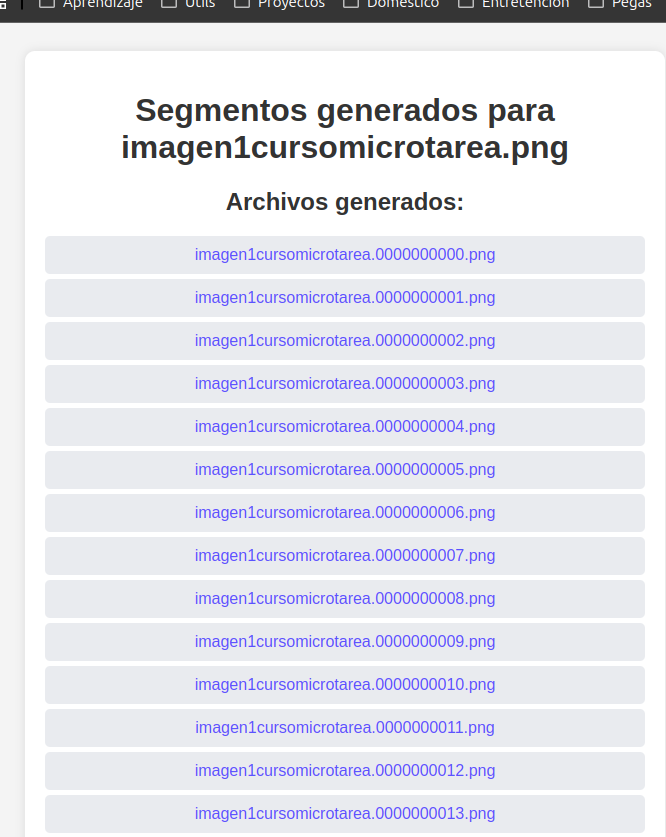 Aprendizaje Utils Proyectos Doméstico Entretención Pegas
Segmentos generados para
imagen1cursomicrotarea.png
Archivos generados:
imagen1cursomicrotarea.0000000000.png
imagen1cursomicrotarea.0000000001.png
imagen1cursomicrotarea.0000000002.png
imagen1cursomicrotarea.0000000003.png
imagen1cursomicrotarea.0000000004.png
imagen1cursomicrotarea.0000000005.png
imagen1cursomicrotarea.0000000006.png
imagen1cursomicrotarea.0000000007.png
imagen1cursomicrotarea.0000000008.png
imagen1cursomicrotarea.0000000009.png
imagen1cursomicrotarea.0000000010.png
imagen1cursomicrotarea.0000000011.png
imagen1cursomicrotarea.0000000012.png
imagen1cursomicrotarea.0000000013.png